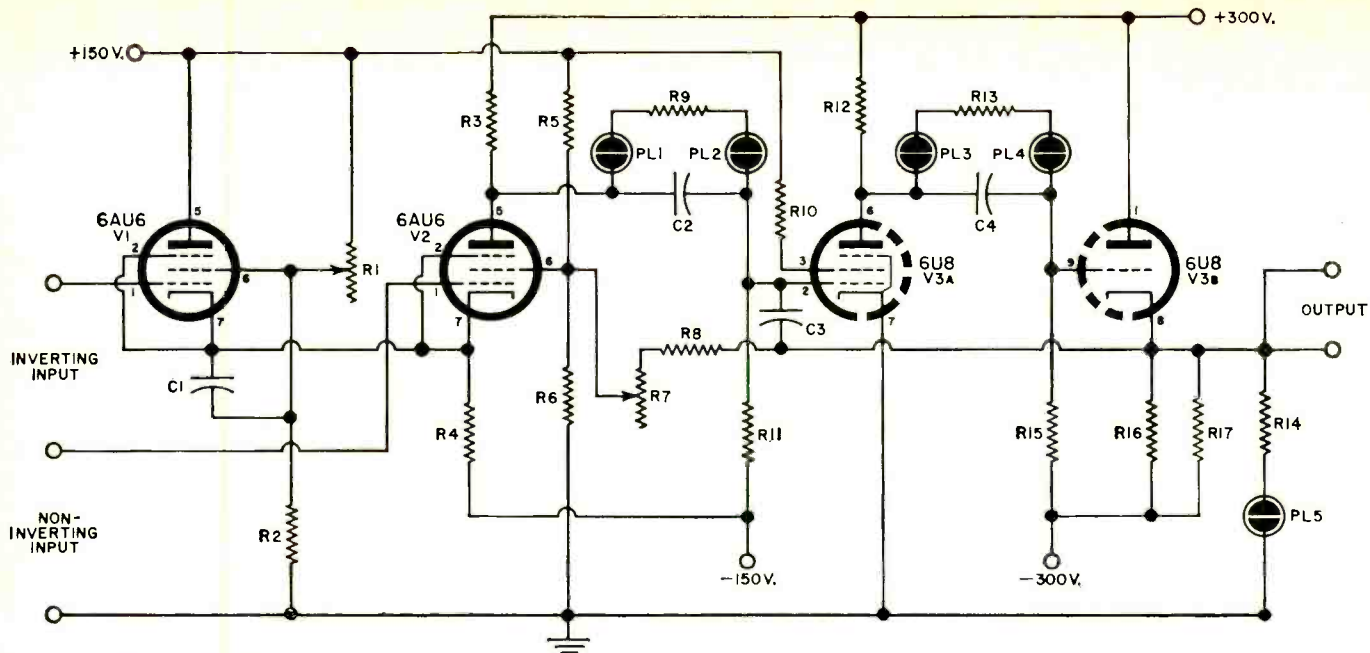 +300V.
+150V.
R9
R13
R12
R3
R5
PL1
PL2
PL3
PL4
5
5
6
1
R10
6AU6
V1
6AU6
V2
C2
C4
2
6
R1
2
6
3
6U8
V3A
9
6U8
V3B
1
1
2
7
7
7
8
OUTPUT
C3
R8
INVERTING
INPUT
C1
R6
R7
R4
R11
R15
R16
R17
R14
NON-
INVERTING
INPUT
R2
PL5
-150V.
-300V.